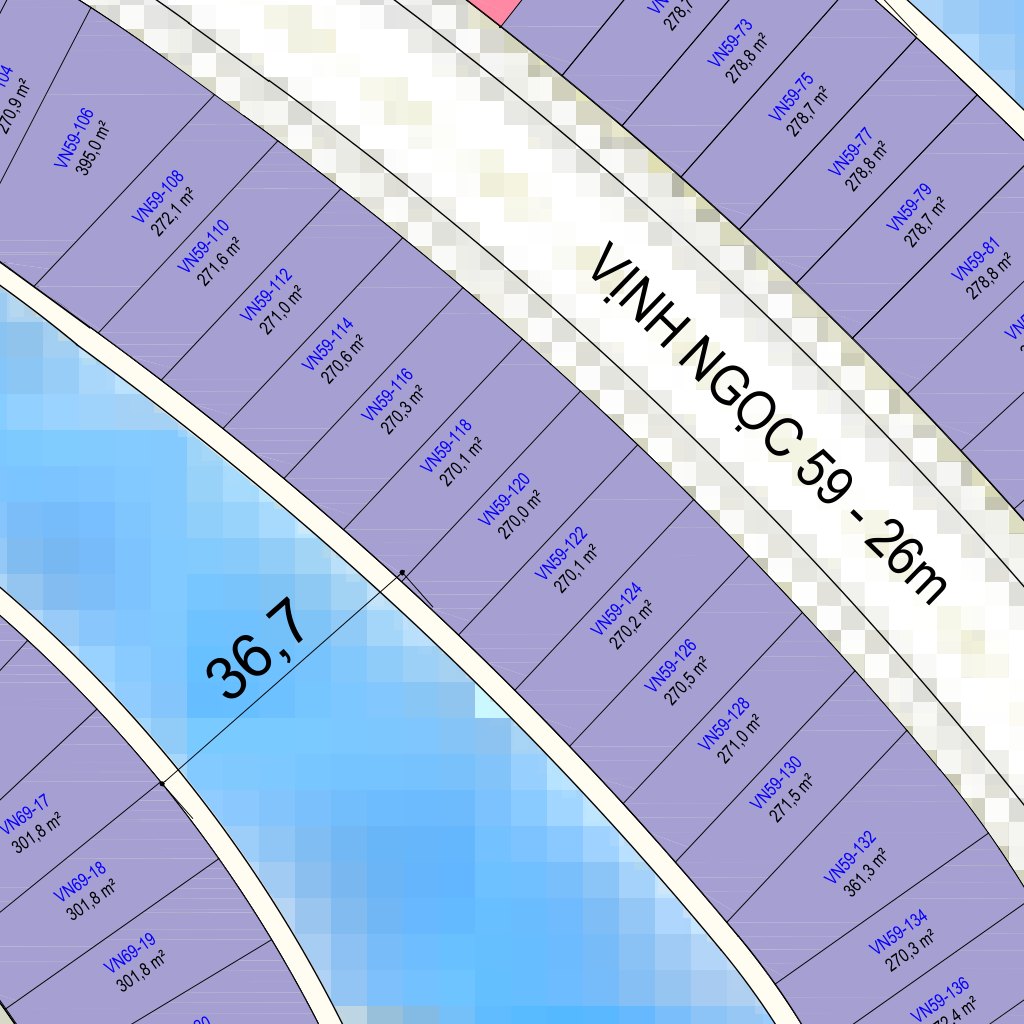 278,7
VN59-73
278,8 m²
VN59-75
278,7 m²
VN59-77
278,8 m²
VN59-79
278,7 m²
VN59-81
278,8 m²
270,9 m²
VN59-106
395,0 m²
VN59-108
272,1 m²
VN59-110
271,6 m²
VN59-112
271,0 m²
VN59-114
270,6 m²
VN59-116
270,3 m²
VN59-118
270,1 m²
VN59-120
270,0 m²
VN59-122
270,1 m²
VN59-124
270,2 m²
VN59-126
270,5 m²
VN59-128
271,0 m²
VN59-130
271,5 m²
VN59-132
361,3 m²
VN59-134
270,3 m²
VN59-136
VỊNH NGỌC 59 - 26m
36,7
VN69-17
301,8 m²
VN69-18
301,8 m²
VN69-19
301,8 m²